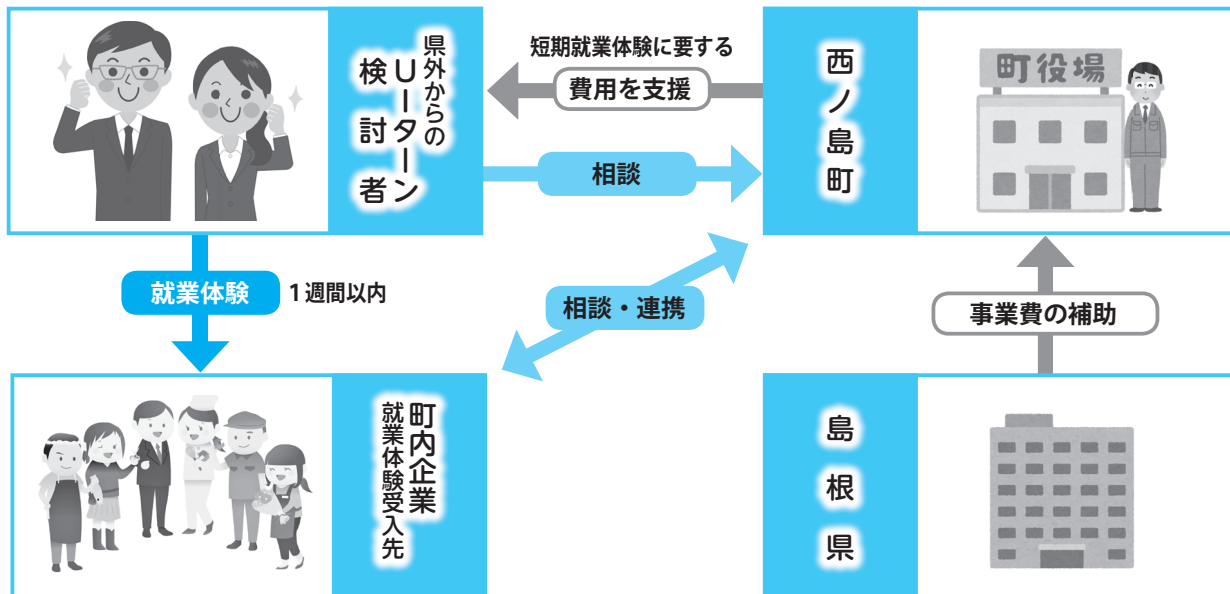 県外からの
Uーターン
検討者
短期就業体験に要する
費用を支援
相談
西ノ島町
町役場
就業体験
1週間以内
相談・連携
事業費の補助
町内企業
就業体験受入先
島根県